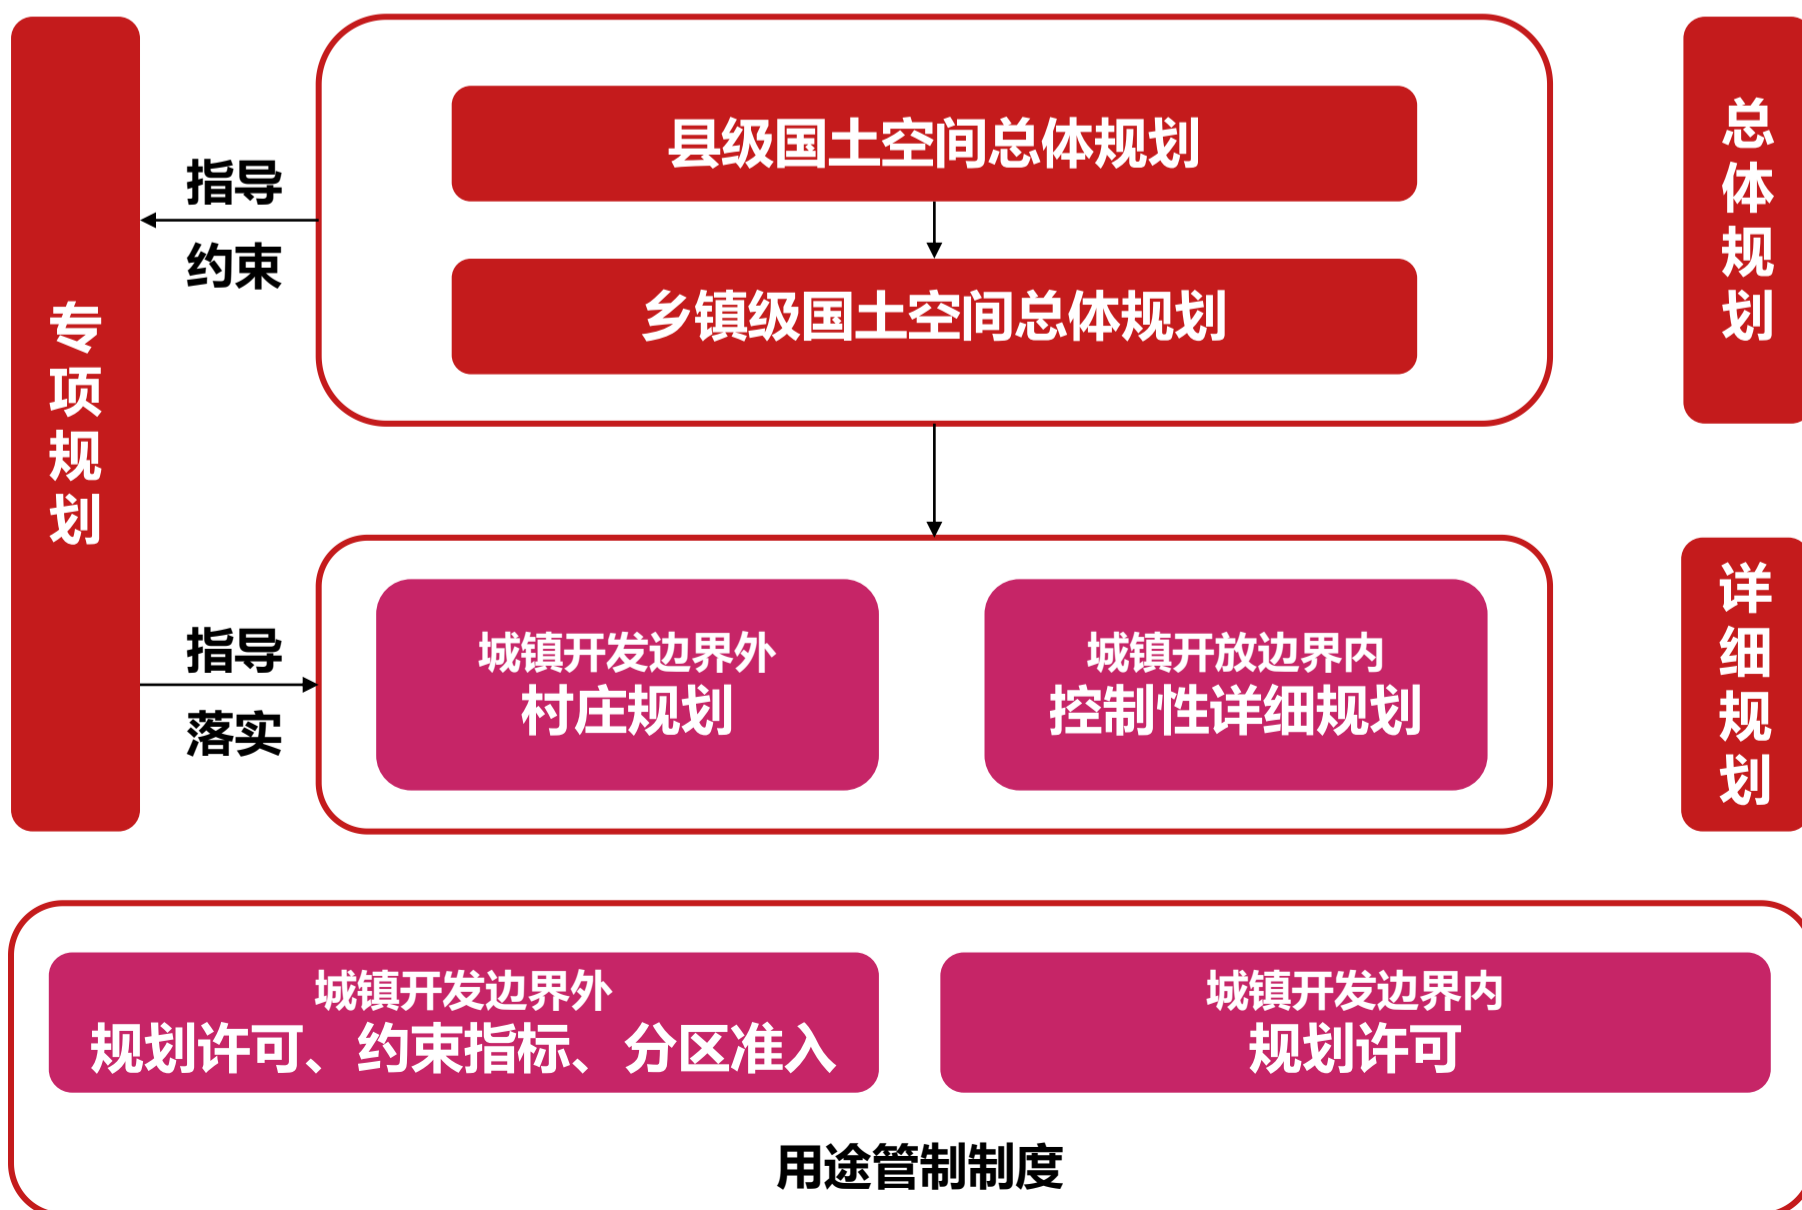 专项规划
指导
约束
指导
落实
县级国土空间总体规划
乡镇级国土空间总体规划
总体规划
城镇开发边界外
村庄规划
城镇开放边界内
控制性详细规划
详细规划
城镇开发边界外
规划许可、约束指标、分区准入
城镇开发边界内
规划许可
用途管制制度